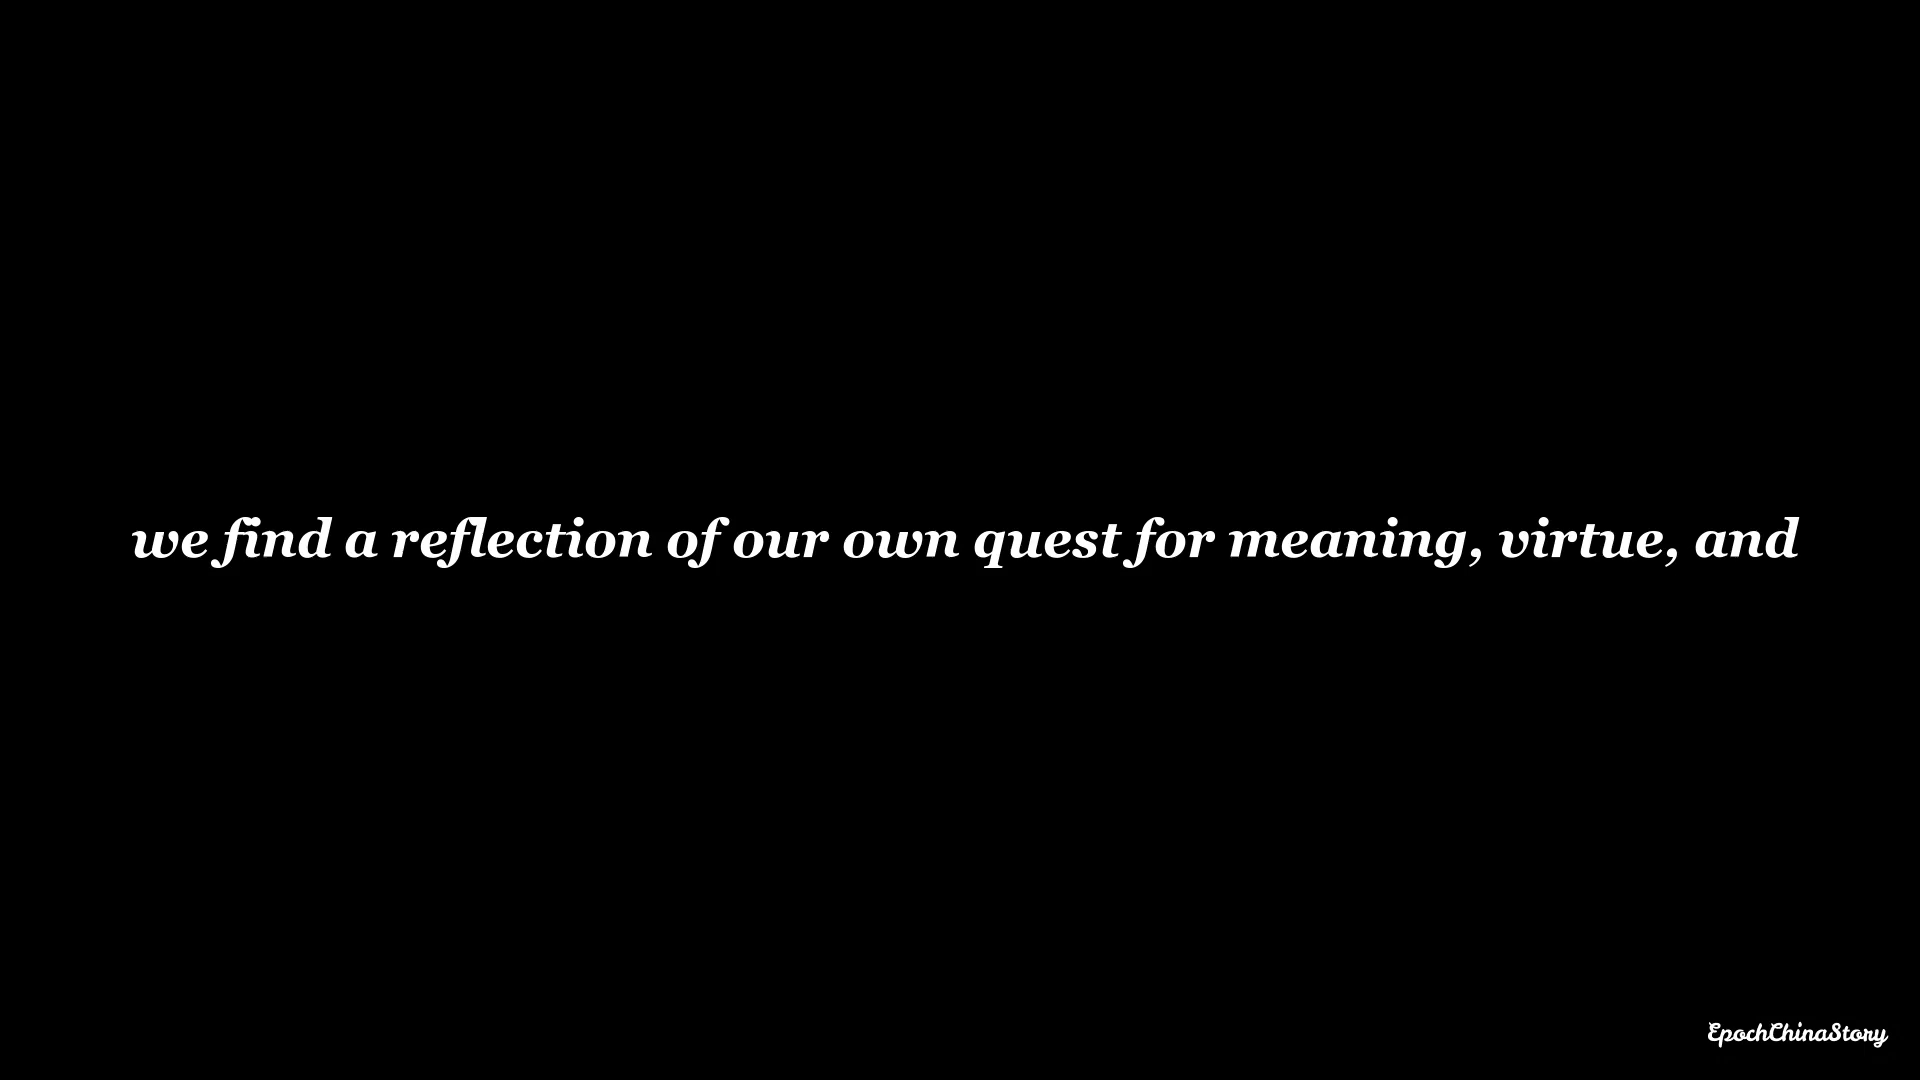 we find a reflection of our own quest for meaning, virtue, and
EpochChinaStory